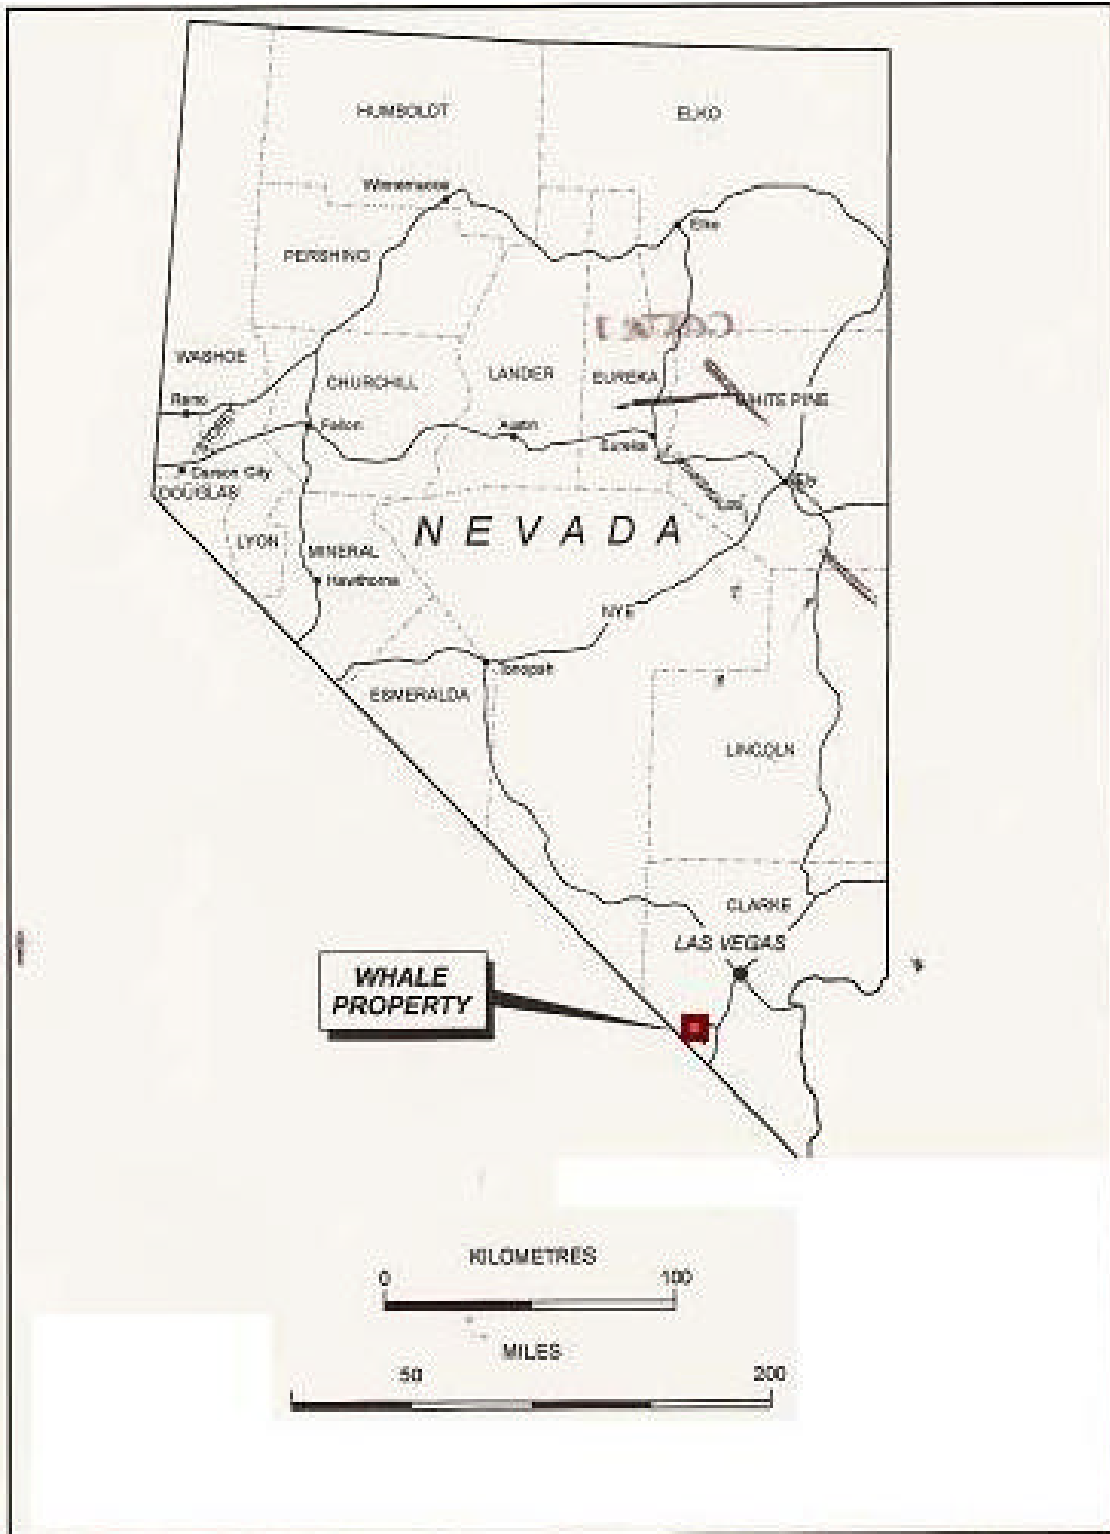 HUMBOLDT
ELKO
Winnemucca
Elko
PERSHING
WASHOE
CHURCHILL
LANDER
EUREKA
WHITE PINE
Reno
Fallon
Austin
Eureka
Carson City
DOUGLAS
Ely
NEVADA
LYON
MINERAL
Hawthorne
NYE
Tonopah
ESMERALDA
LINCOLN
CLARKE
LAS VEGAS
WHALE
PROPERTY
KILOMETRES
0 100
MILES
50 200